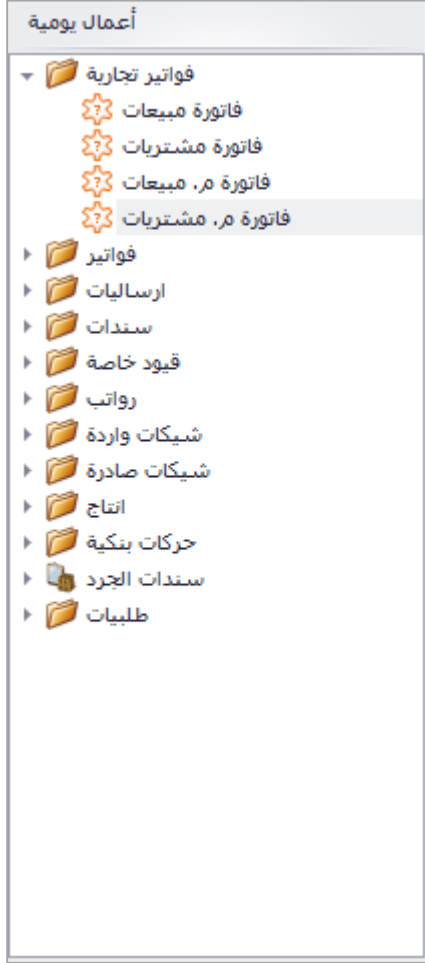 أعمال يومية
فواتير تجارية
فاتورة مبيعات
فاتورة مشتريات
فاتورة م. مبيعات
فاتورة م. مشتريات
فواتير
ارساليات
سندات
قيود خاصة
رواتب
شيكات واردة
شيكات صادرة
انتاج
حركات بنكية
سندات الجرد
طلبيات